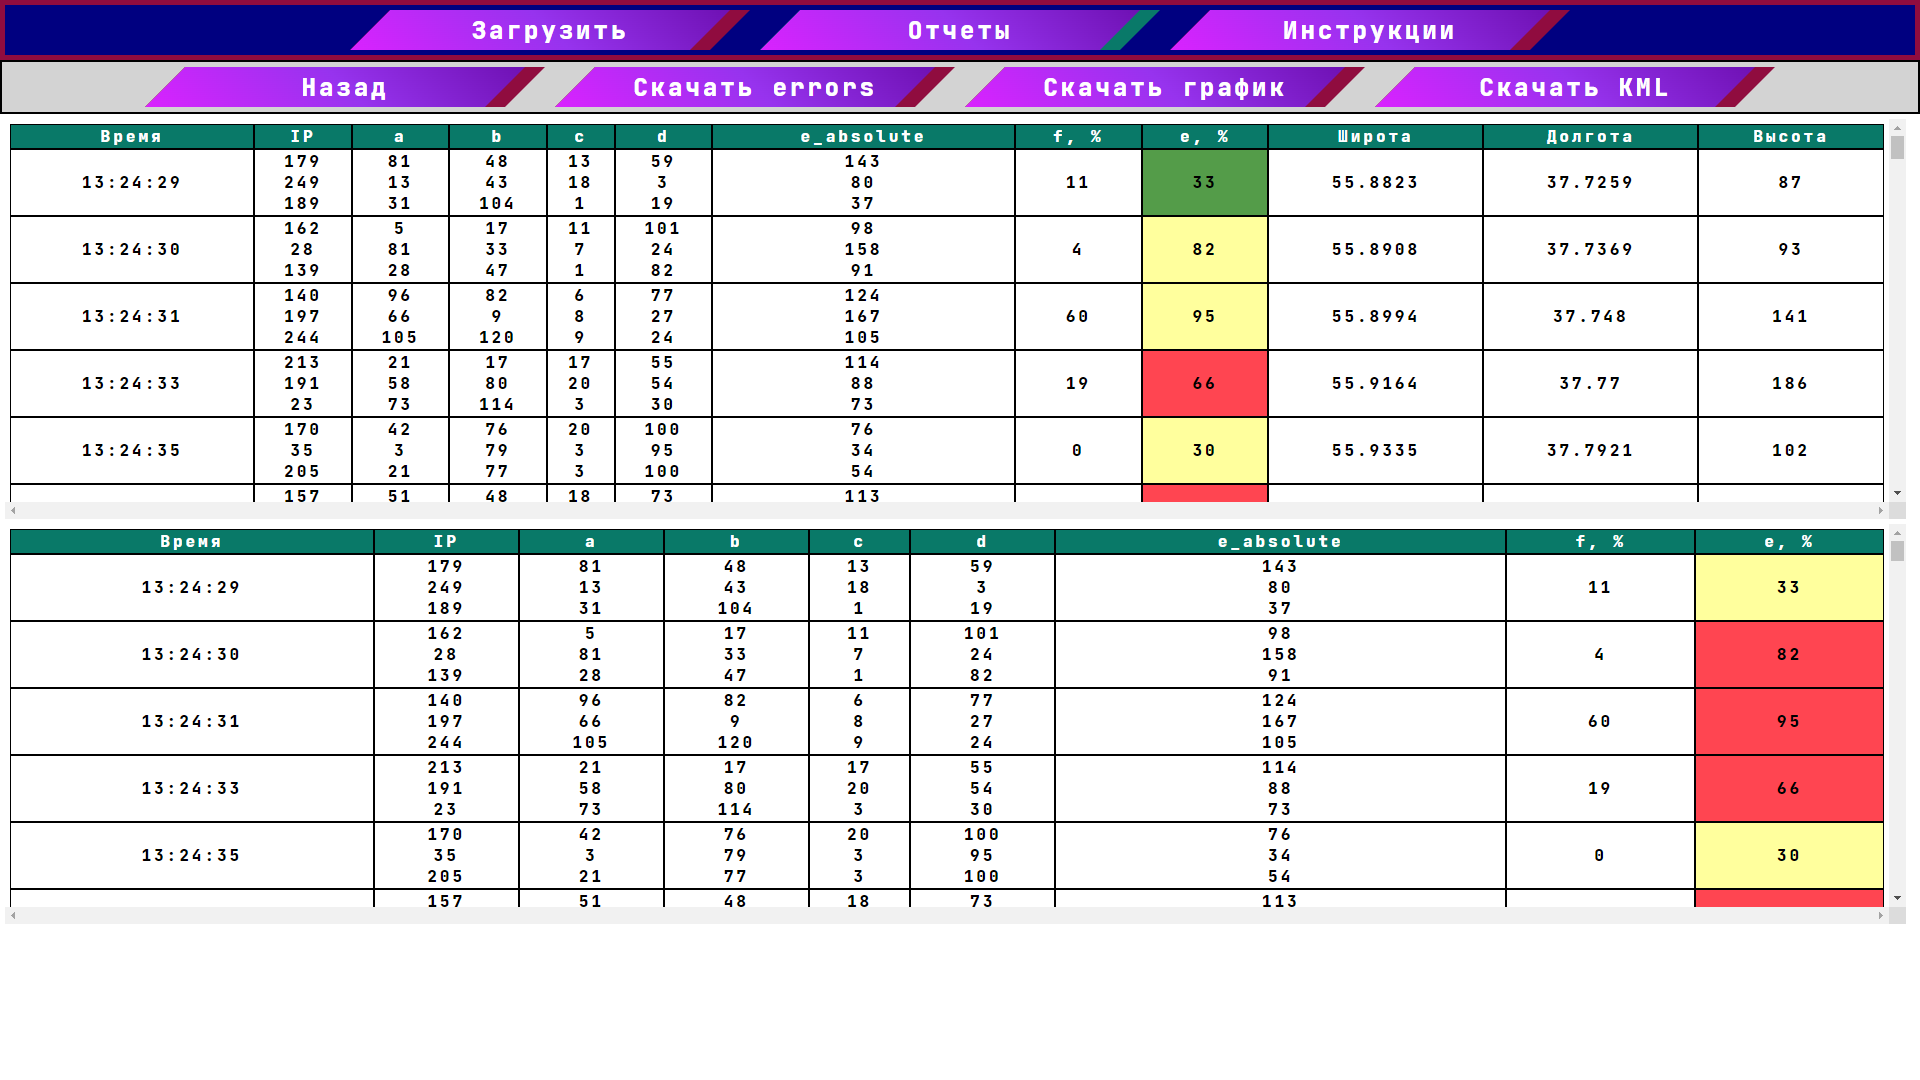 Загрузить Отчеты Инструкции
Назад Скачать errors Скачать график Скачать KML
Время IP a b c d e_absolute f, % e, % Широта Долгота Высота
179 81 48 13 59 143
13:24:29 249 13 43 18 3 80 11 33 55.8823 37.7259 87
189 31 104 1 19 37
162 5 17 11 101 98
13:24:30 28 81 33 7 24 158 4 82 55.8908 37.7369 93
139 28 47 1 82 91
140 96 82 6 77 124
13:24:31 197 66 9 8 27 167 60 95 55.8994 37.748 141
244 105 120 9 24 105
213 21 17 17 55 114
13:24:33 191 58 80 20 54 88 19 66 55.9164 37.77 186
23 73 114 3 30 73
170 42 76 20 100 76
13:24:35 35 3 79 3 95 34 0 30 55.9335 37.7921 102
205 21 77 3 100 54
157 51 48 18 73 113
Время IP a b c d e_absolute f, % e, %
179 81 48 13 59 143
13:24:29 249 13 43 18 3 80 11 33
189 31 104 1 19 37
162 5 17 11 101 98
13:24:30 28 81 33 7 24 158 4 82
139 28 47 1 82 91
140 96 82 6 77 124
13:24:31 197 66 9 8 27 167 60 95
244 105 120 9 24 105
213 21 17 17 55 114
13:24:33 191 58 80 20 54 88 19 66
23 73 114 3 30 73
170 42 76 20 100 76
13:24:35 35 3 79 3 95 34 0 30
205 21 77 3 100 54
157 51 48 18 73 113